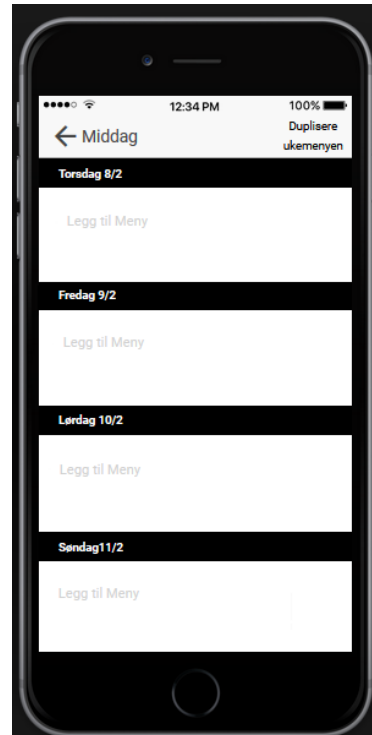 12:34 PM
100%
Middag
Duplisere
ukemenyen
Torsdag 8/2
Legg til Meny
Fredag 9/2
Legg til Meny
Lørdag 10/2
Legg til Meny
Søndag11/2
Legg til Meny